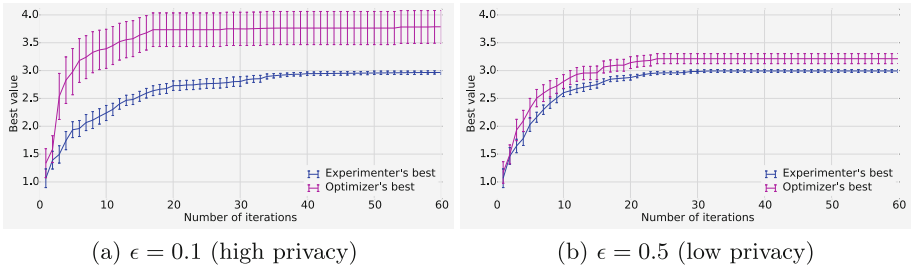 4.0
3.5
3.0
2.5
2.0
1.5
1.0
Best value
0 10 20 30 40 50 60
Number of iterations
Experimenter's best
Optimizer's best
(a) ϵ = 0.1 (high privacy)
4.0
3.5
3.0
2.5
2.0
1.5
1.0
Best value
0 10 20 30 40 50 60
Number of iterations
Experimenter's best
Optimizer's best
(b) ϵ = 0.5 (low privacy)